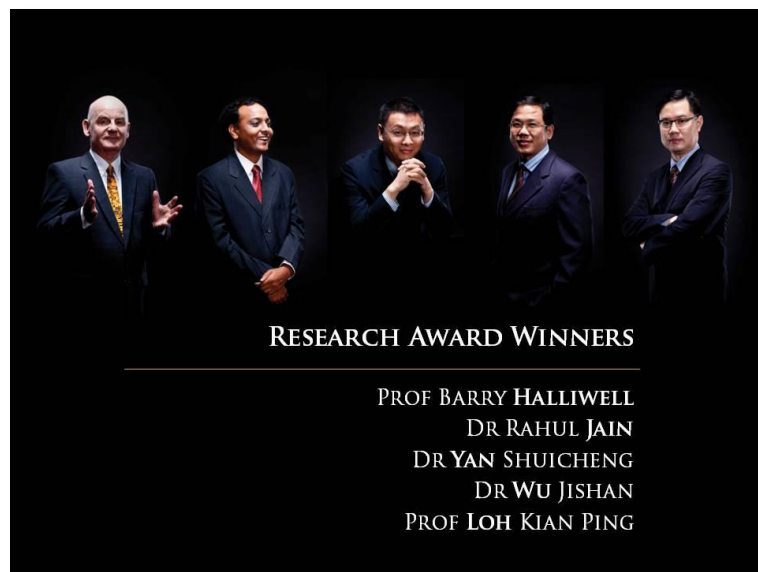 Research Award Winners
Prof Barry Halliwell
Dr Rahul Jain
Dr Yan Shuicheng
Dr Wu Jishan
Prof Loh Kian Ping